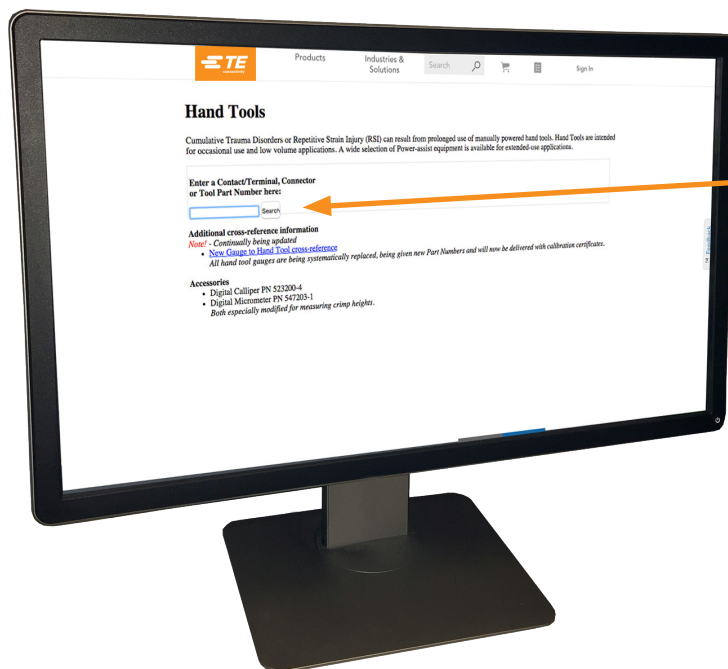 TE
connectivity
Products
Industries &
Solutions
Search
Sign In
Hand Tools
Cumulative Trauma Disorders or Repetitive Strain Injury (RSI) can result from prolonged use of manually powered hand tools. Hand Tools are intended
for occasional use and low volume applications. A wide selection of Power-assist equipment is available for extended-use applications.
Enter a Contact/Terminal, Connector
or Tool Part Number here:
Search
Additional cross-reference information
Note! - Continually being updated
• New Gauge to Hand Tool cross-reference
All hand tool gauges are being systematically replaced, being given new Part Numbers and will now be delivered with calibration certificates.
Accessories
• Digital Calliper PN 523200-4
• Digital Micrometer PN 547203-1
Both especially modified for measuring crimp heights.
Feedback